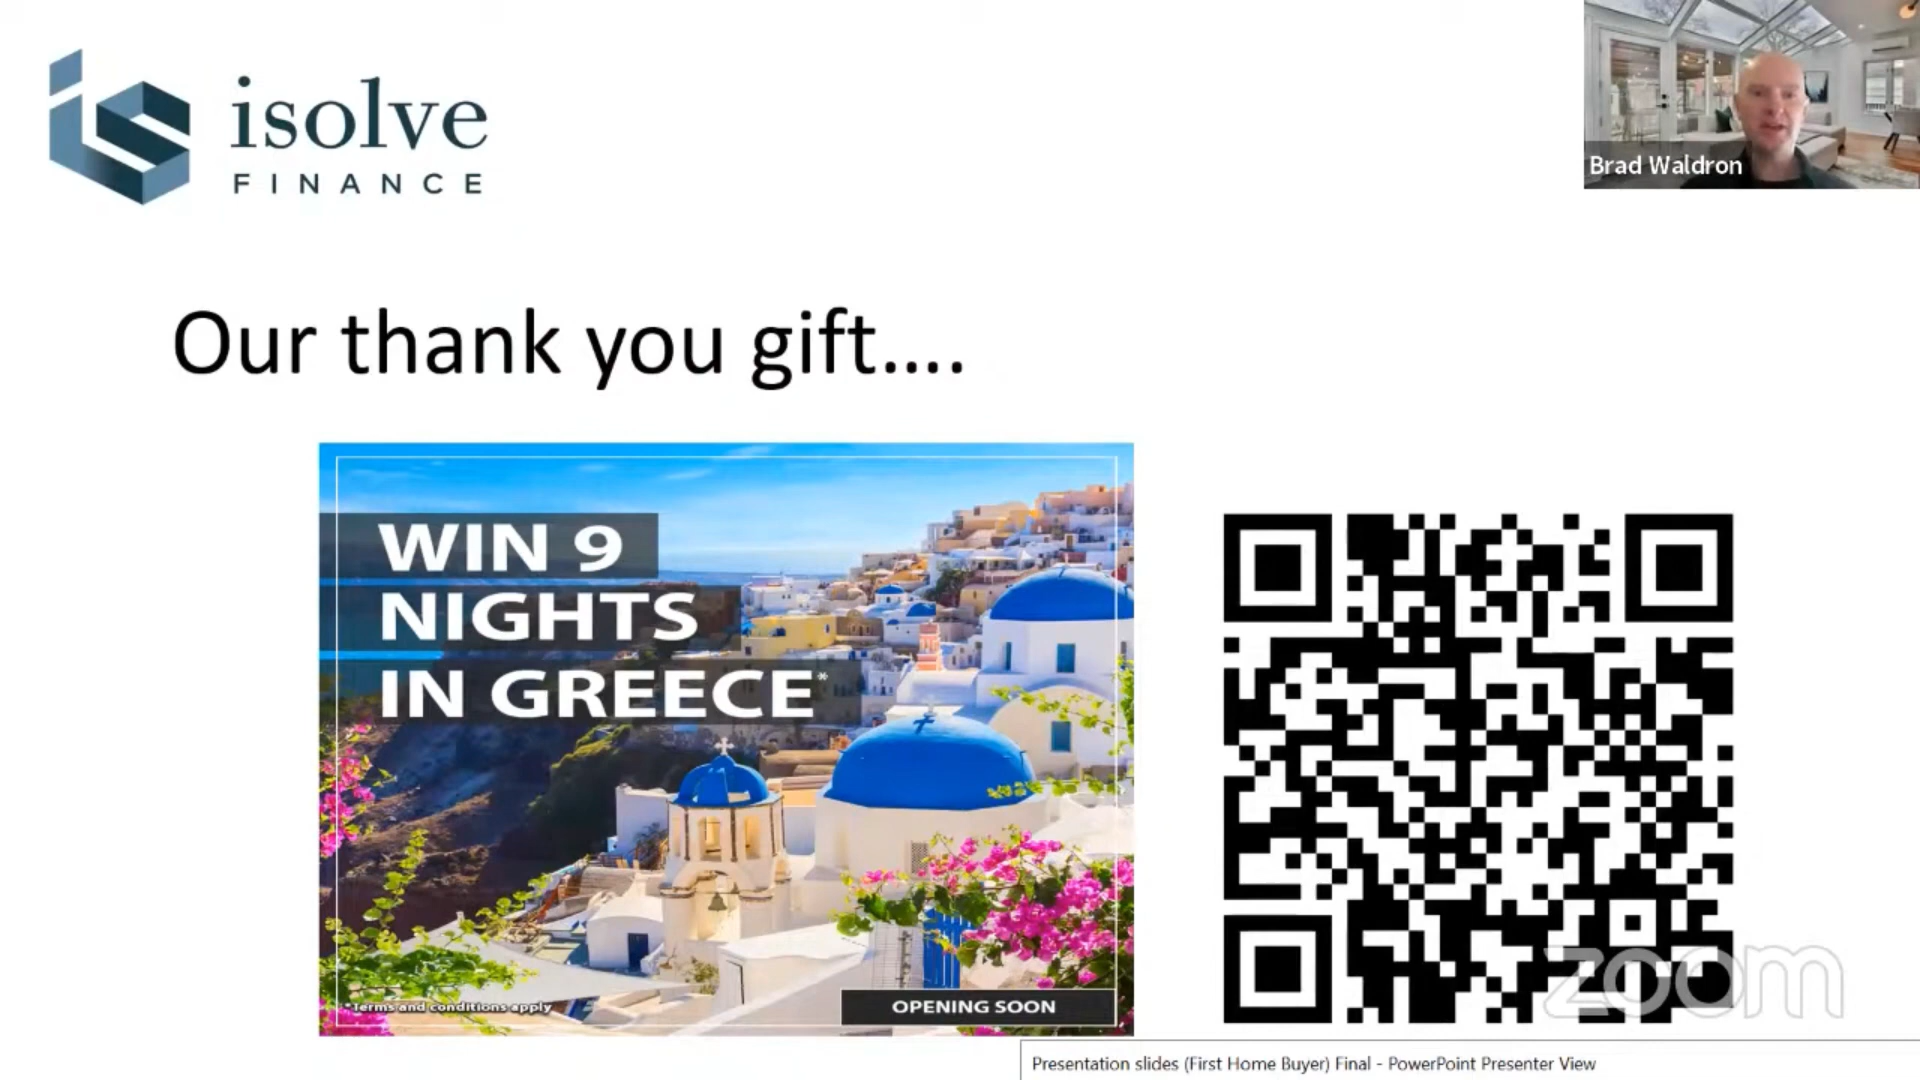 isolve
FINANCE
Brad Waldron
Our thank you gift....
WIN 9
NIGHTS
IN GREECE*
*Terms and conditions apply
OPENING SOON
zoom
Presentation slides (First Home Buyer) Final - PowerPoint Presenter View